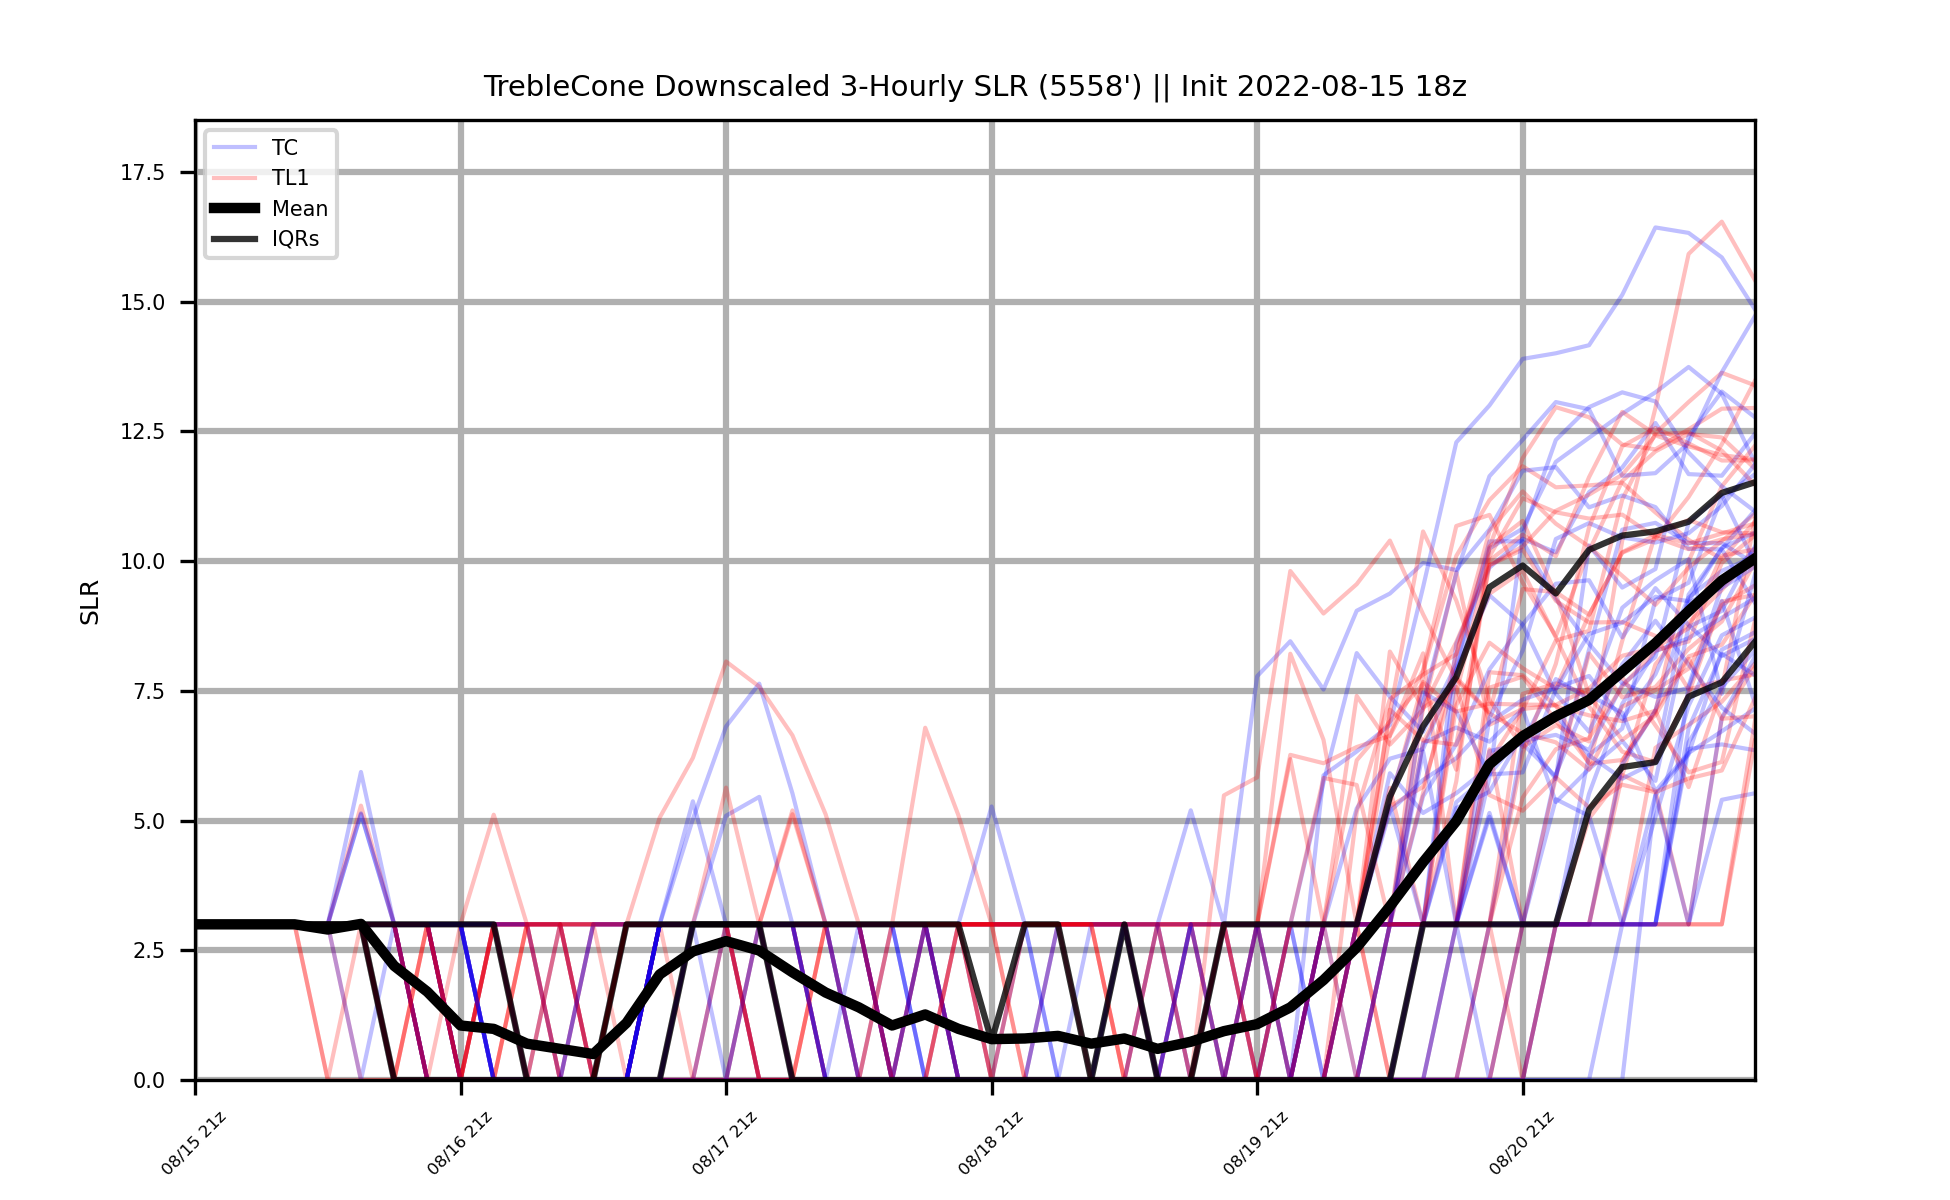 TrebleCone Downscaled 3-Hourly SLR (5558') || Init 2022-08-15 18z
TC
TL1
Mean
IQRs
SLR
17.5
15.0
12.5
10.0
7.5
5.0
2.5
0.0
08/15 21z
08/16 21z
08/17 21z
08/18 21z
08/19 21z
08/20 21z